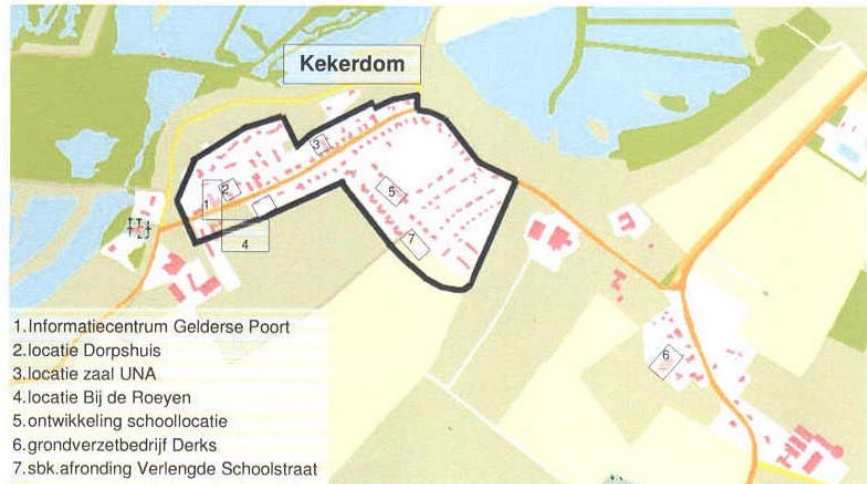 Kekerdom
3
2
1
5
7
4
6
1.Informatiecentrum Gelderse Poort
2.locatie Dorpshuis
3.locatie zaal UNA
4.locatie Bij de Roeyen
5.ontwikkeling schoollocatie
6.grondverzetbedrijf Derks
7.sbk.afronding Verlengde Schoolstraat